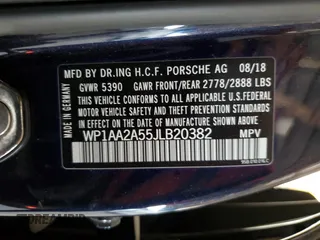 MFD BY DR.ING H.C.F. PORSCHE AG 08/18
GVWR 5390 GAWR FRONT/REAR 2778/2888 LBS
THIS VEHICLE CONFORMS TO ALL APPLICABLE U.S.
FEDERAL MOTOR VEHICLE SAFETY, BUMPER, AND
THEFT PREVENTION STANDARDS IN EFFECT ON THE
DATE OF MANUFACTURE SHOWN ABOVE.
WP1AA2A55JLB20382 MPV
MADE IN GERMANY